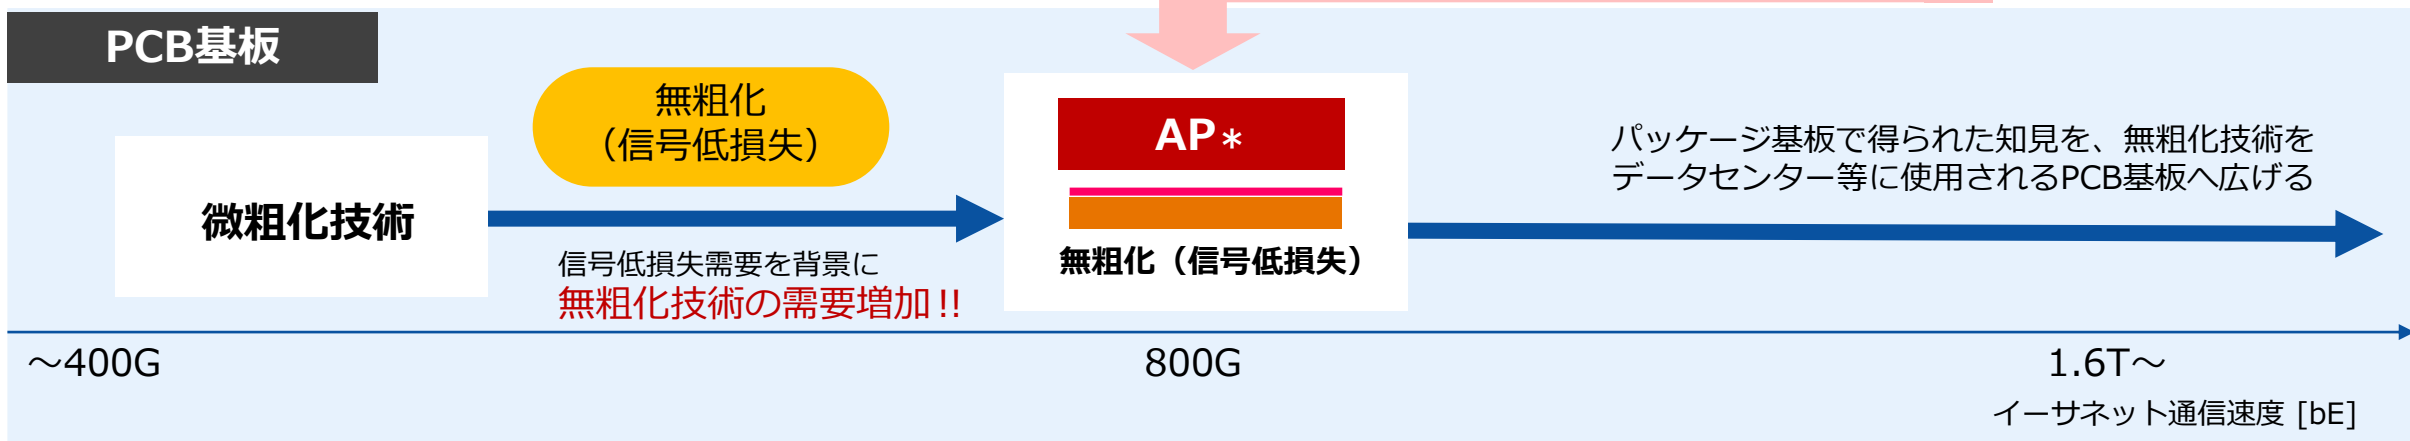 PCB基板
無粗化
（信号低損失）
微粗化技術
信号低損失需要を背景に
無粗化技術の需要増加!!
AP*
無粗化（信号低損失）
パッケージ基板で得られた知見を、無粗化技術を
データセンター等に使用されるPCB基板へ広げる
～400G
800G
1.6T～
イーサネット通信速度 [bE]